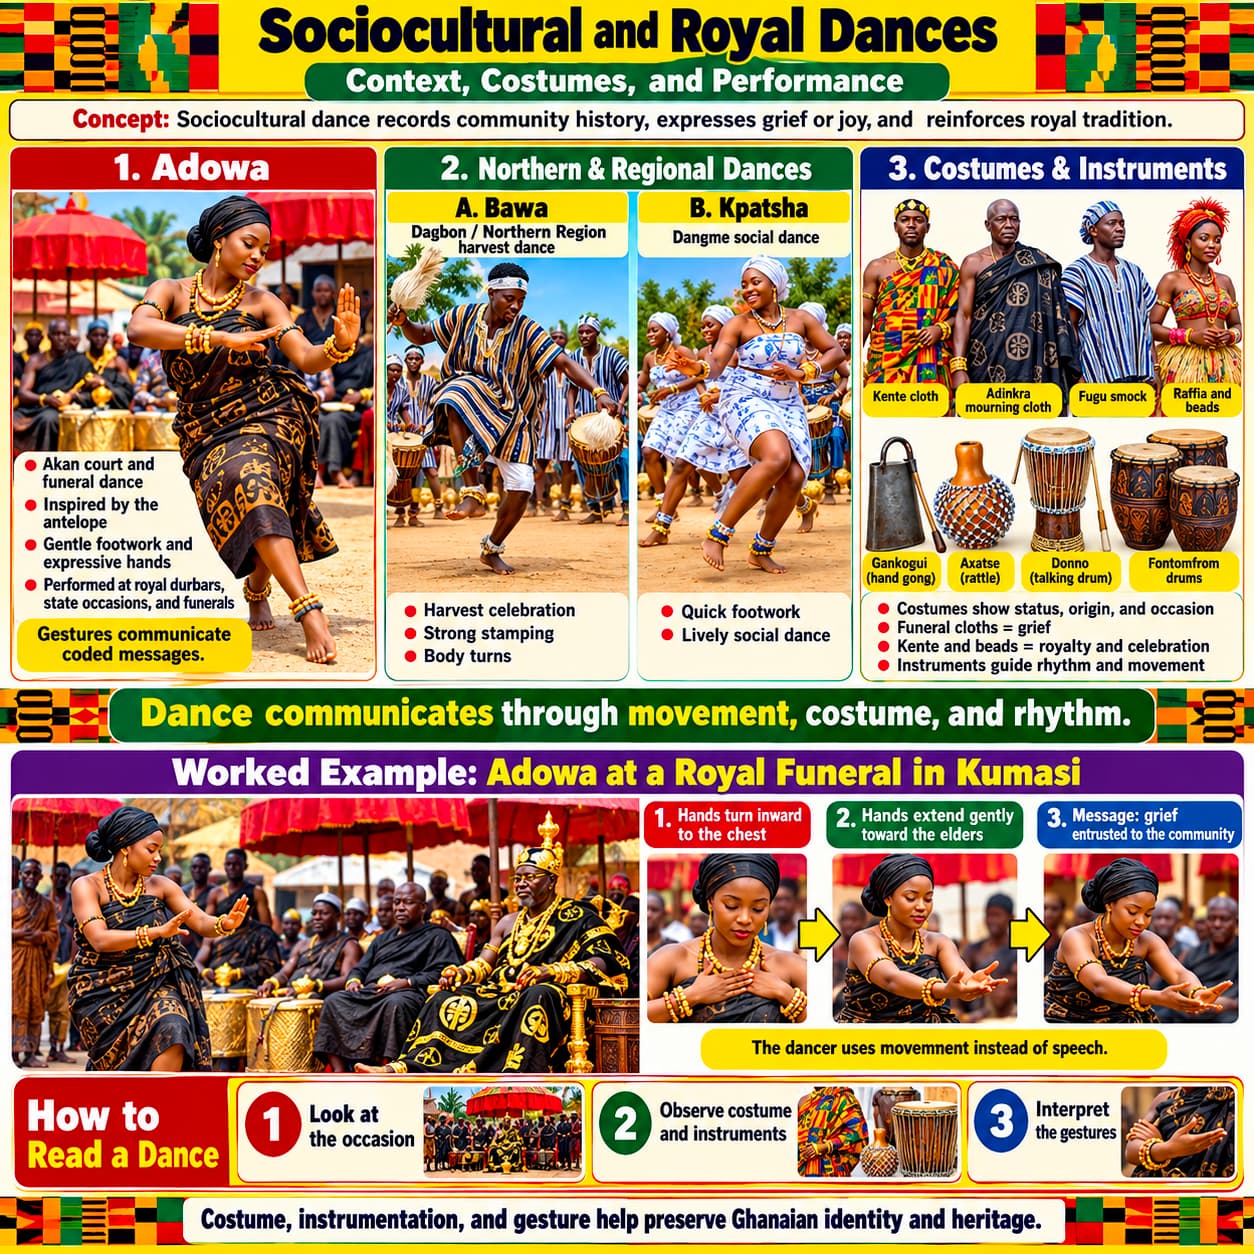 Sociocultural and Royal Dances
Context, Costumes, and Performance
Concept: Sociocultural dance records community history, expresses grief or joy, and reinforces royal tradition.
1. Adowa
Akan court and
funeral dance
Inspired by the
antelope
Gentle footwork and
expressive hands
Performed at royal durbars,
state occasions, and funerals
Gestures communicate
coded messages.
2. Northern & Regional Dances
A. Bawa
Dagbon / Northern Region
harvest dance
Harvest celebration
Strong stamping
Body turns
B. Kpatsha
Dangme social dance
Quick footwork
Lively social dance
3. Costumes & Instruments
Kente cloth
Adinkra
mourning cloth
Fugu smock
Raffia and
beads
Gankogui
(hand gong)
Axatse
(rattle)
Donno
(talking drum)
Fontomfrom
drums
Costumes show status, origin, and occasion
Funeral cloths = grief
Kente and beads = royalty and celebration
Instruments guide rhythm and movement
Dance communicates through movement, costume, and rhythm.
Worked Example: Adowa at a Royal Funeral in Kumasi
1. Hands turn inward
to the chest
2. Hands extend gently
toward the elders
3. Message: grief
entrusted to the community
The dancer uses movemnent instead of speech.
How to
Read a Dance
1 Look at
the occasion
2 Observe costume
and instruments
3 Interpret
the gestures
Costume, instrumentation, and gesture help preserve Ghanaian identity and heritage.